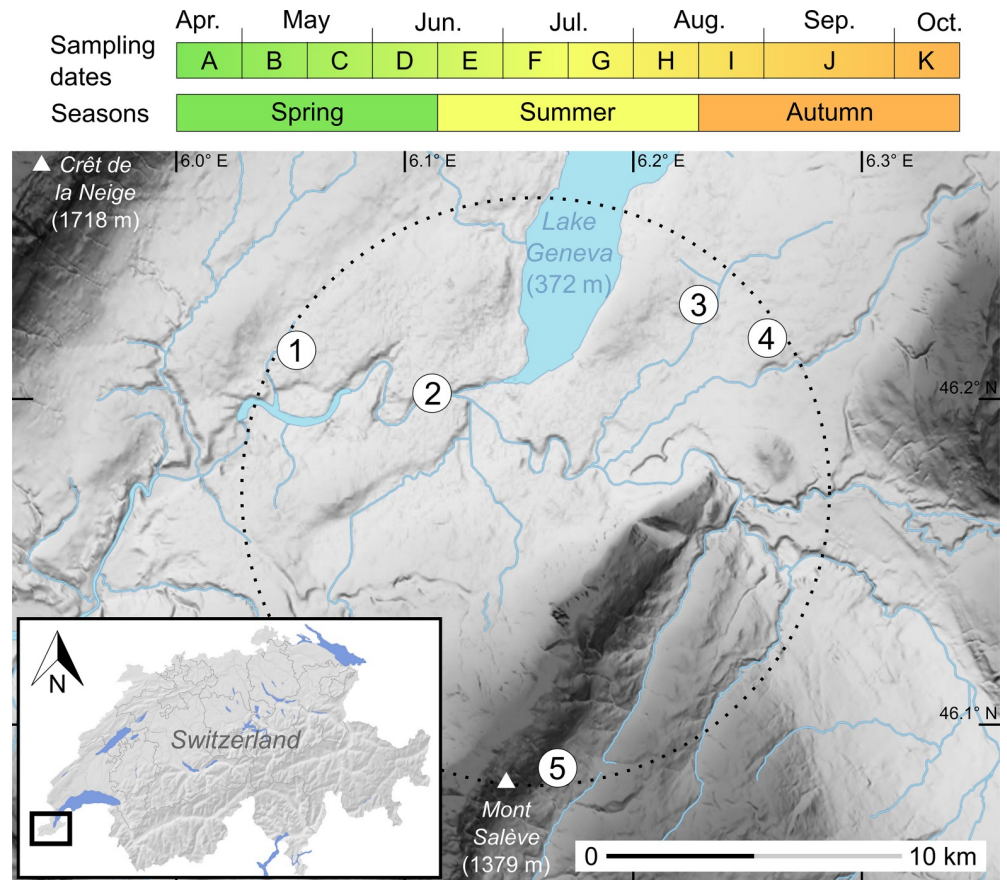 Apr. May Jun. Jul. Aug. Sep. Oct.
Sampling
dates
A B C D E F G H I J K
Seasons Spring Summer Autumn
6.0° E 6.1° E 6.2° E 6.3° E
Crêt de
la Neige
(1718 m)
Lake
Geneva
(372 m)
3
4
1
2
46.2° N
46.1° N
N
Switzerland
5
Mont
Salève
(1379 m)
0 10 km